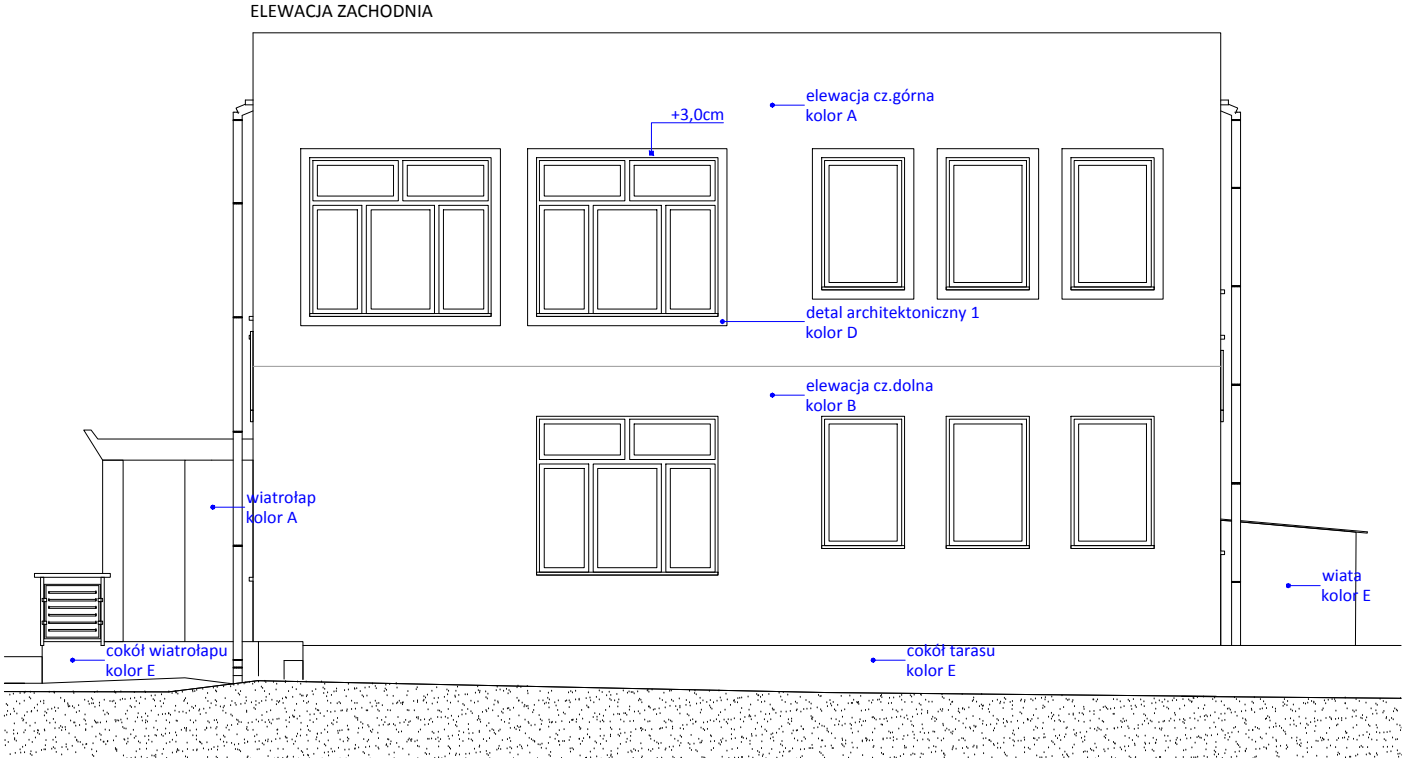 ELEWACJA ZACHODNIA
elewacja cz.górna
kolor A
+3,0cm
detal architektoniczny 1
kolor D
elewacja cz.dolna
kolor B
wiatrołap
kolor A
wiata
kolor E
cokół wiatrołapu
kolor E
cokół tarasu
kolor E